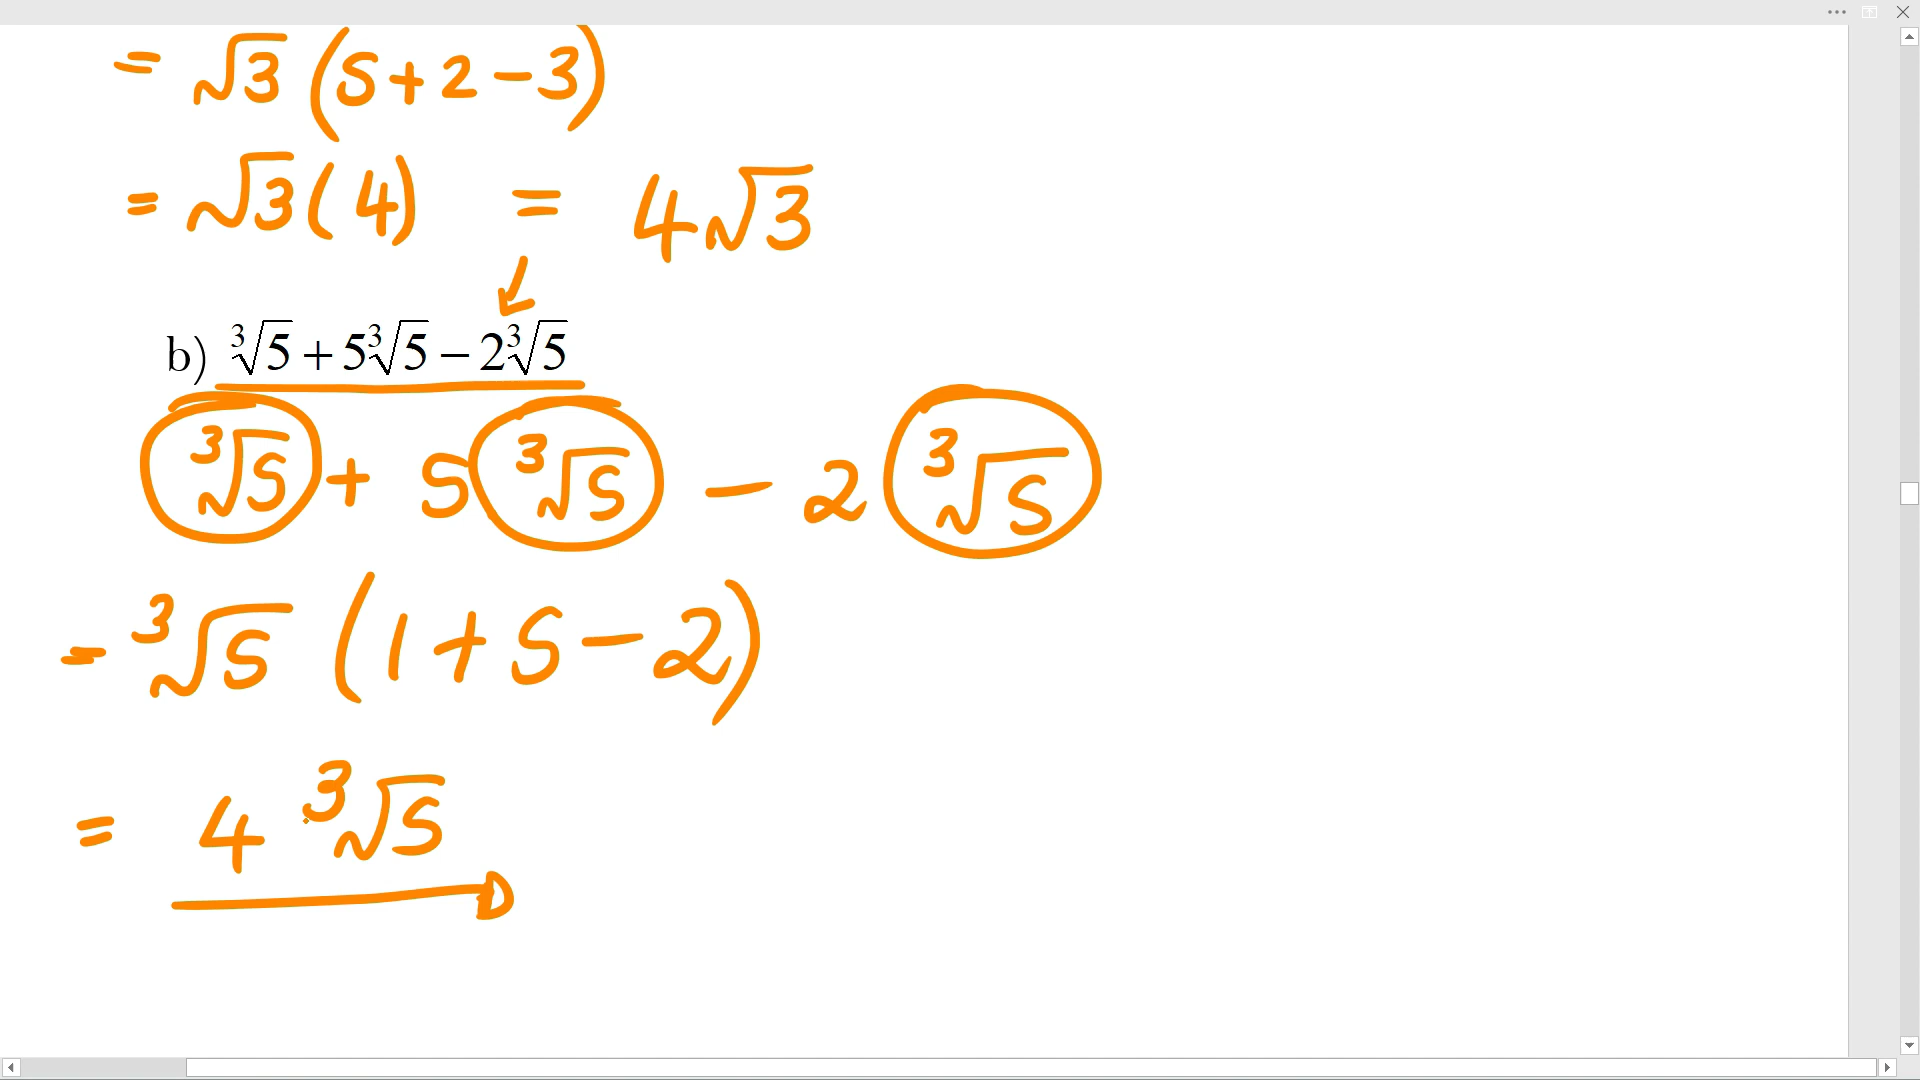 = √3 (5 + 2 − 3)
= √3 (4) = 4√3
b) ∛5 + 5∛5 − 2∛5
∛5 + 5∛5 − 2∛5
= ∛5 (1 + 5 − 2)
= 4∛5